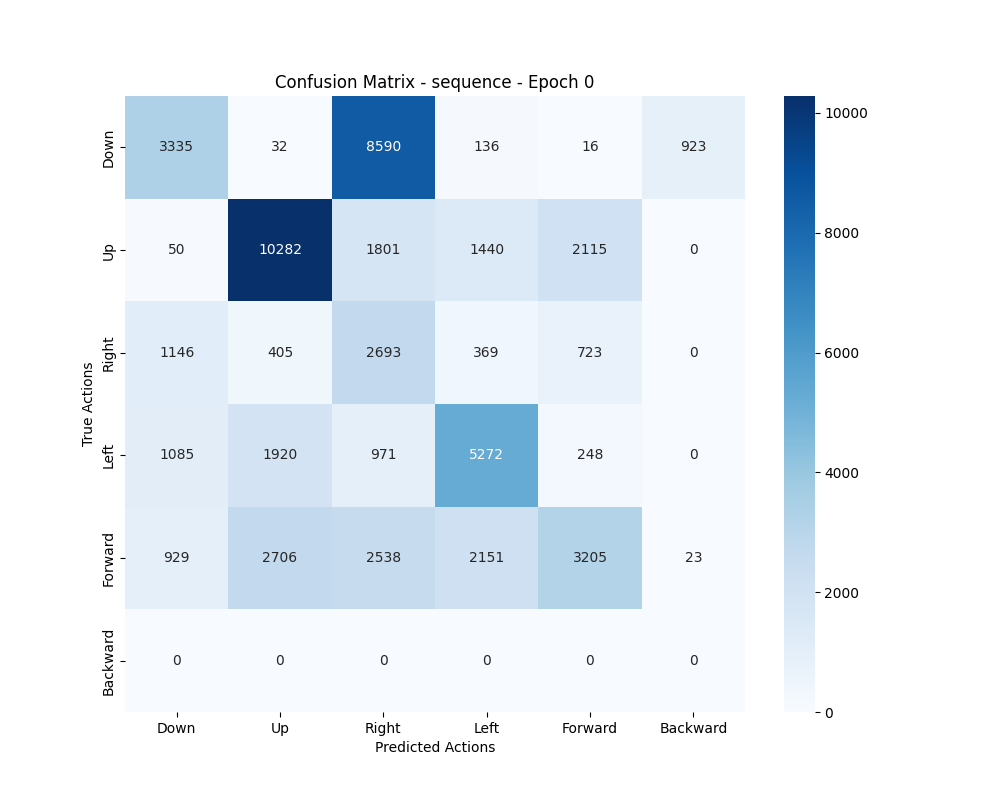 Confusion Matrix - sequence - Epoch 0
True Actions
Down 3335 32 8590 136 16 923
Up 50 10282 1801 1440 2115 0
Right 1146 405 2693 369 723 0
Left 1085 1920 971 5272 248 0
Forward 929 2706 2538 2151 3205 23
Backward 0 0 0 0 0 0
Down Up Right Left Forward Backward
Predicted Actions
10000
8000
6000
4000
2000
0